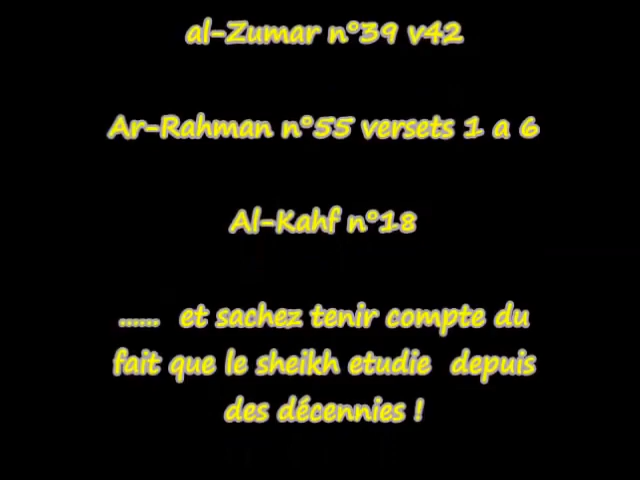 al-Zumar n°39 v42
Ar-Rahman n°55 versets 1 a 6
Al-Kahf n°18
...... et sachez tenir compte du
fait que le sheikh etudie depuis
des décennies !